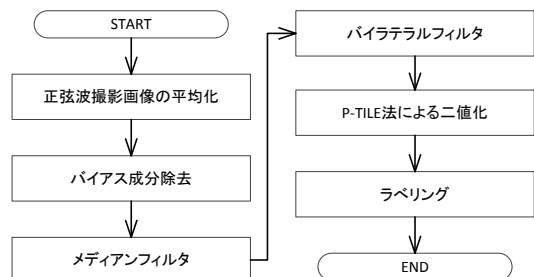 START
正弦波撮影画像の平均化
バイアス成分除去
メディアンフィルタ
バイラテラルフィルタ
P-TILE法による二値化
ラベリング
END